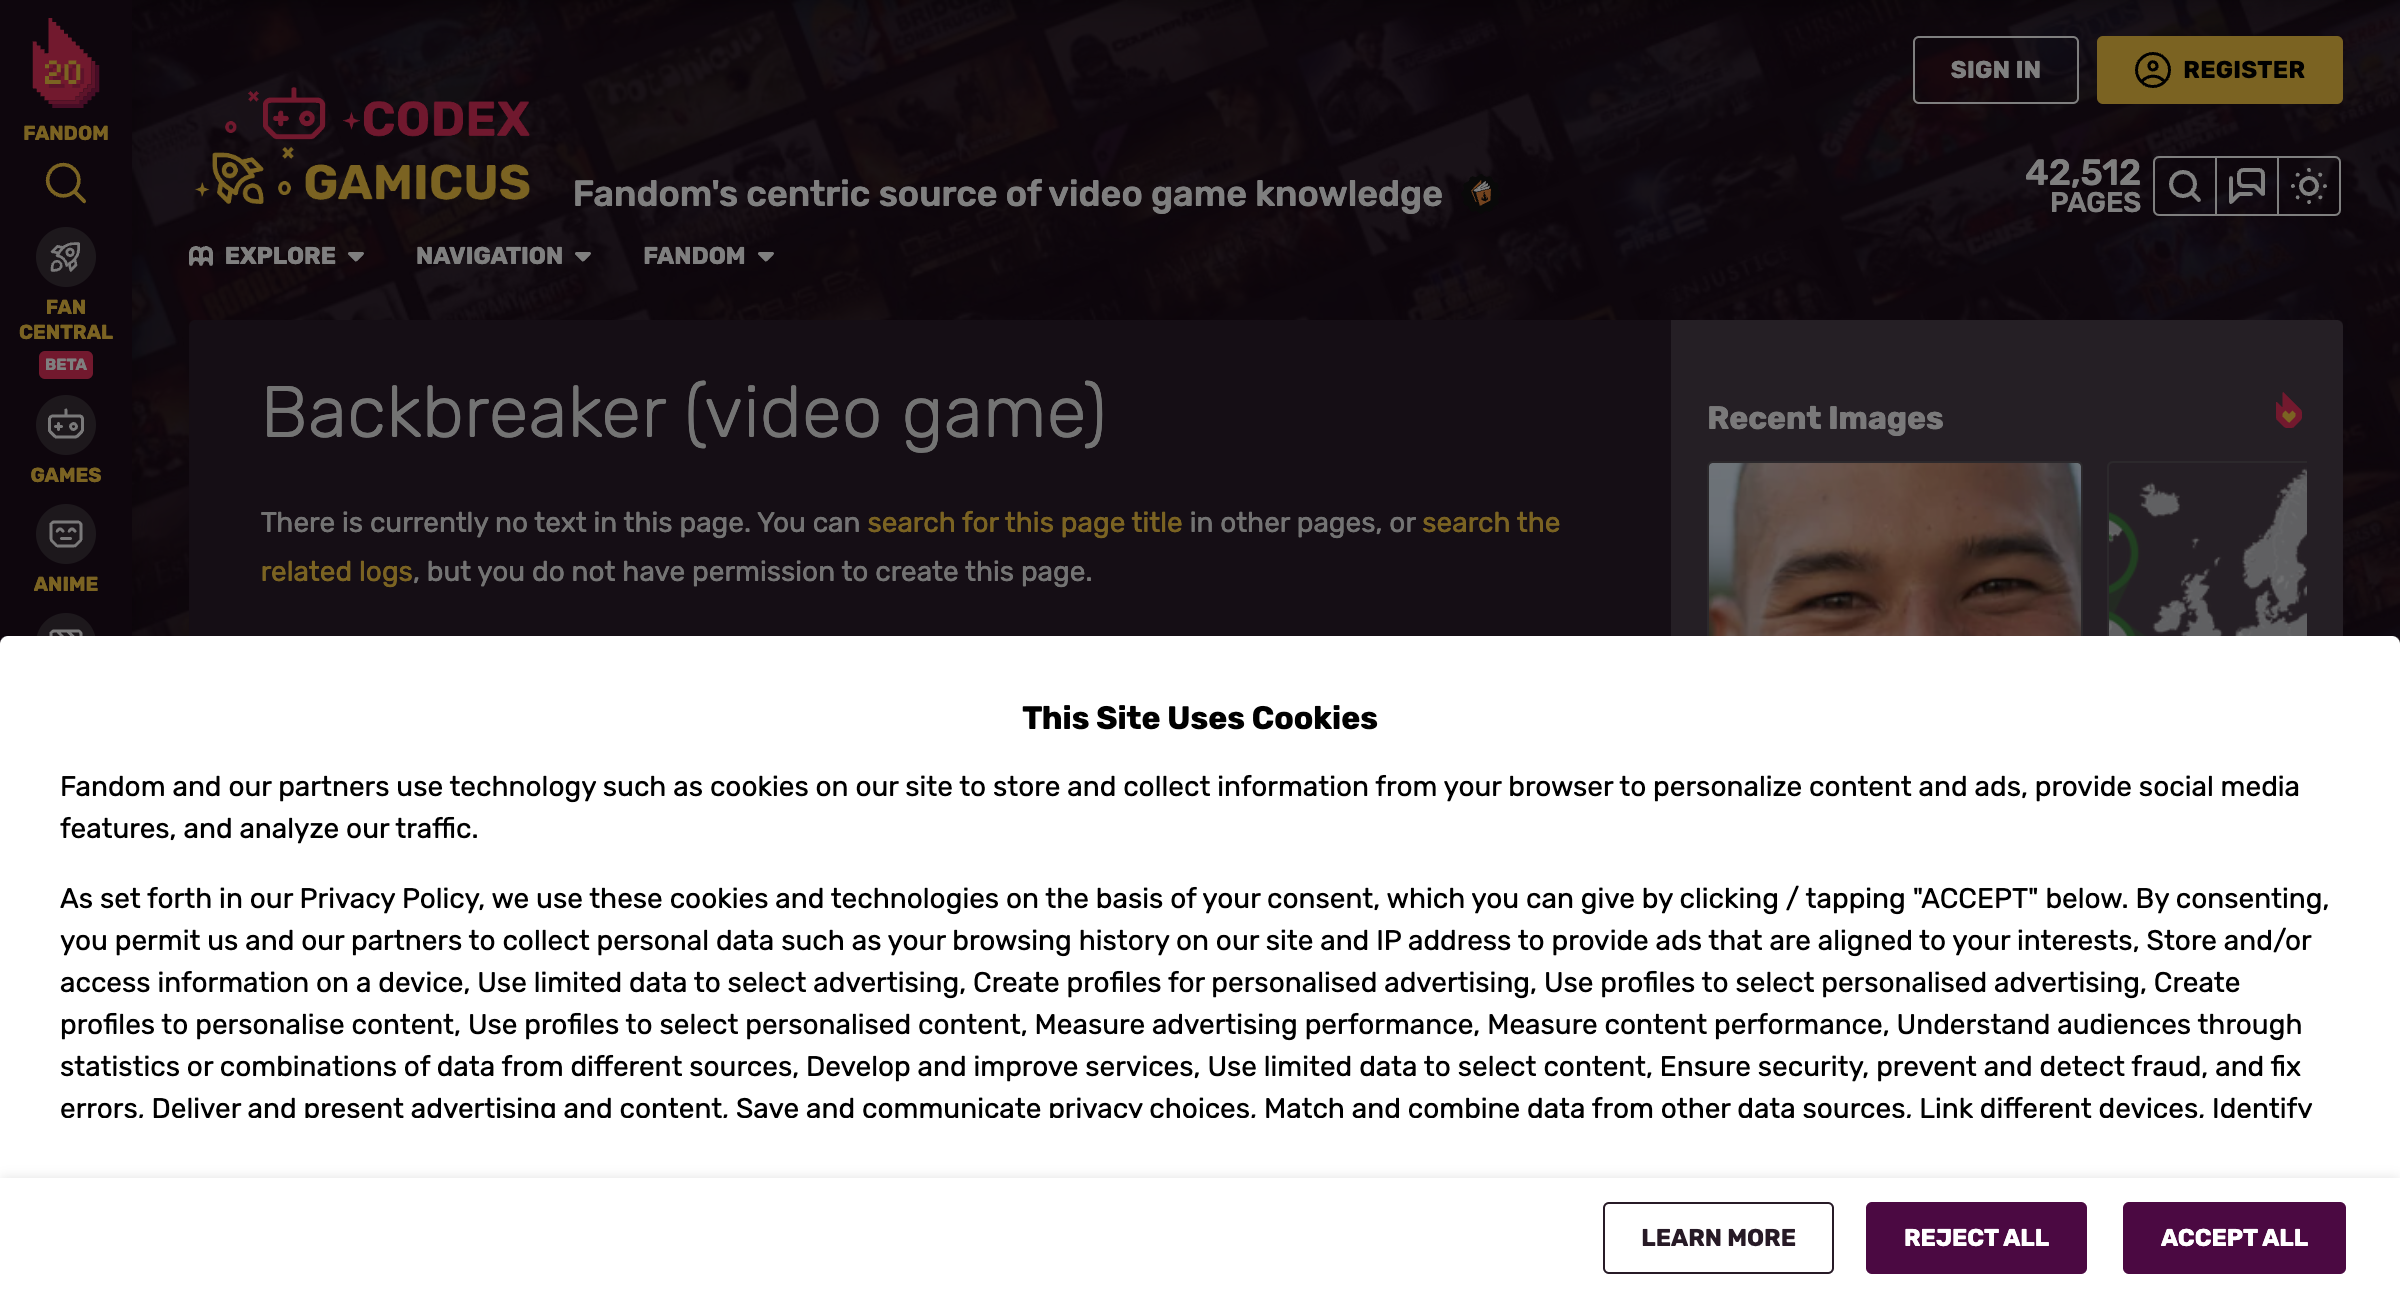 20
FANDOM
FAN
CENTRAL
BETA
GAMES
ANIME
CODEX
GAMICUS
Fandom's centric source of video game knowledge
SIGN IN
REGISTER
42,512
PAGES
EXPLORE
NAVIGATION
FANDOM
Backbreaker (video game)
There is currently no text in this page. You can search for this page title in other pages, or search the
related logs, but you do not have permission to create this page.
Recent Images
This Site Uses Cookies
Fandom and our partners use technology such as cookies on our site to store and collect information from your browser to personalize content and ads, provide social media
features, and analyze our traffic.
As set forth in our Privacy Policy, we use these cookies and technologies on the basis of your consent, which you can give by clicking / tapping "ACCEPT" below. By consenting,
you permit us and our partners to collect personal data such as your browsing history on our site and IP address to provide ads that are aligned to your interests, Store and/or
access information on a device, Use limited data to select advertising, Create profiles for personalised advertising, Use profiles to select personalised advertising, Create
profiles to personalise content, Use profiles to select personalised content, Measure advertising performance, Measure content performance, Understand audiences through
statistics or combinations of data from different sources, Develop and improve services, Use limited data to select content, Ensure security, prevent and detect fraud, and fix
errors, Deliver and present advertising and content, Save and communicate privacy choices, Match and combine data from other data sources, Link different devices, Identify
LEARN MORE
REJECT ALL
ACCEPT ALL